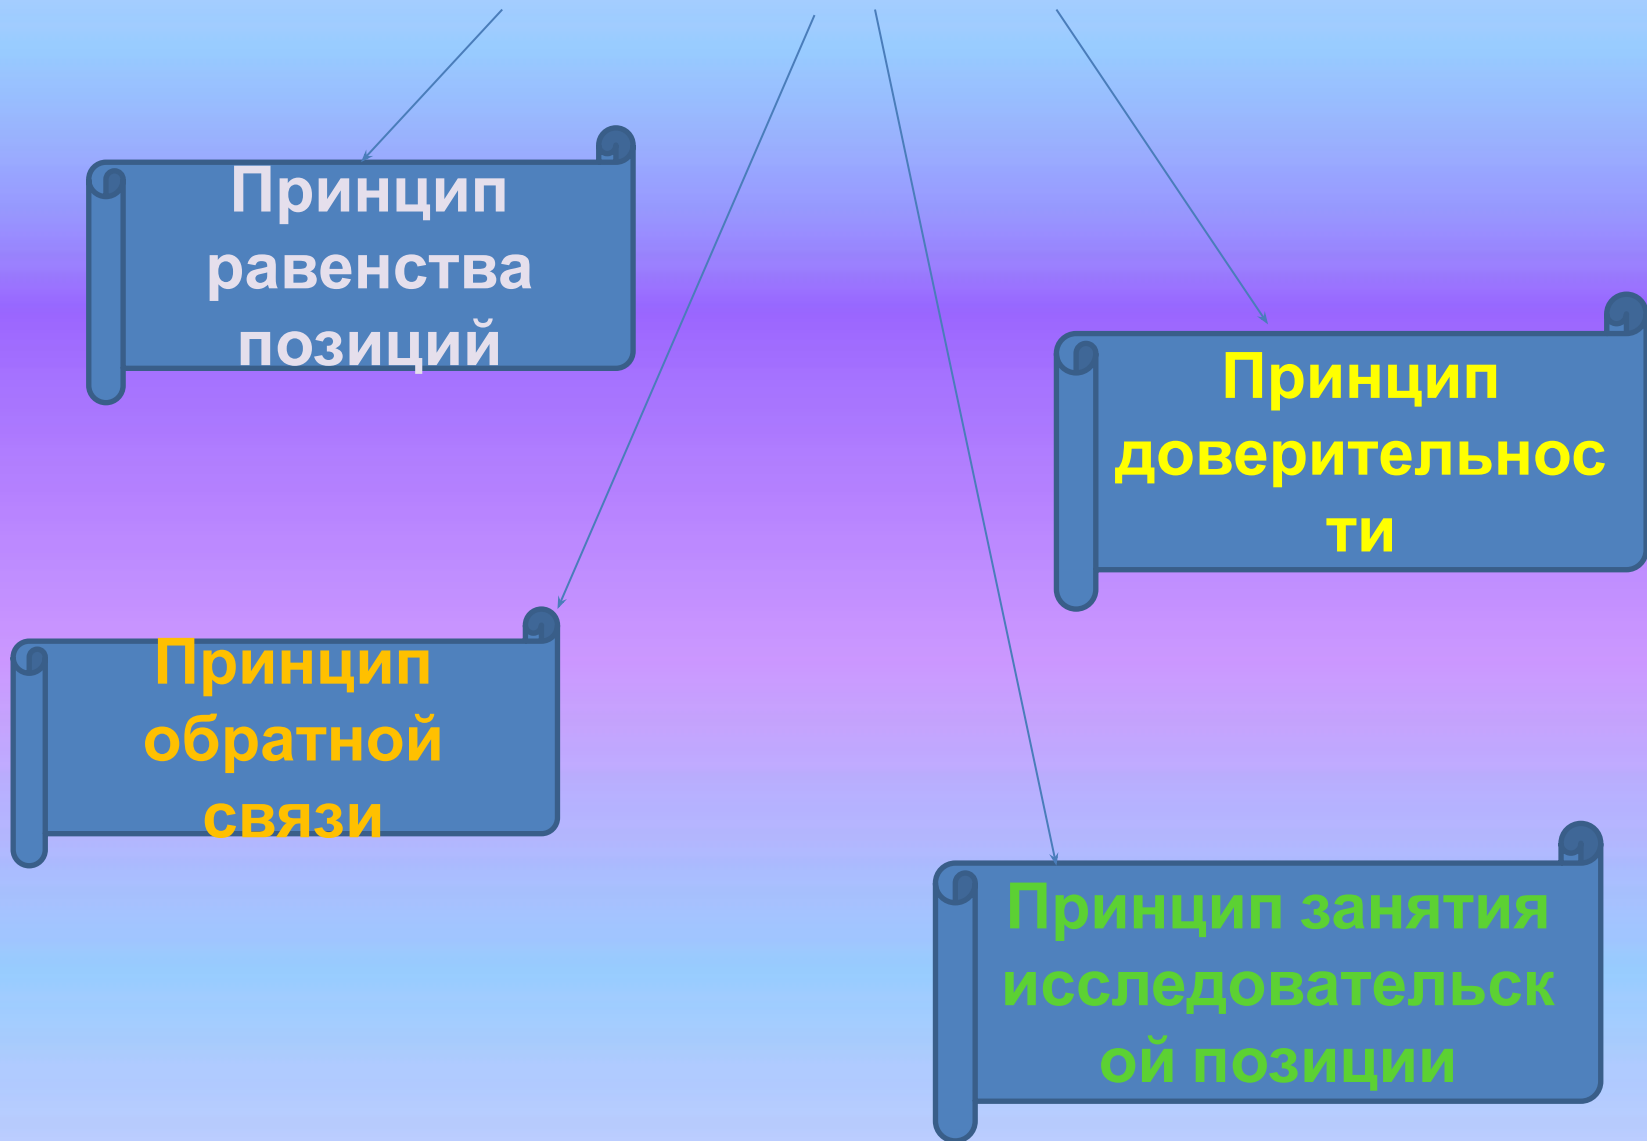 Принцип
равенства
позиций
Принцип
доверительнос
ти
Принцип
обратной
связи
Принцип занятия
исследовательск
ой позиции